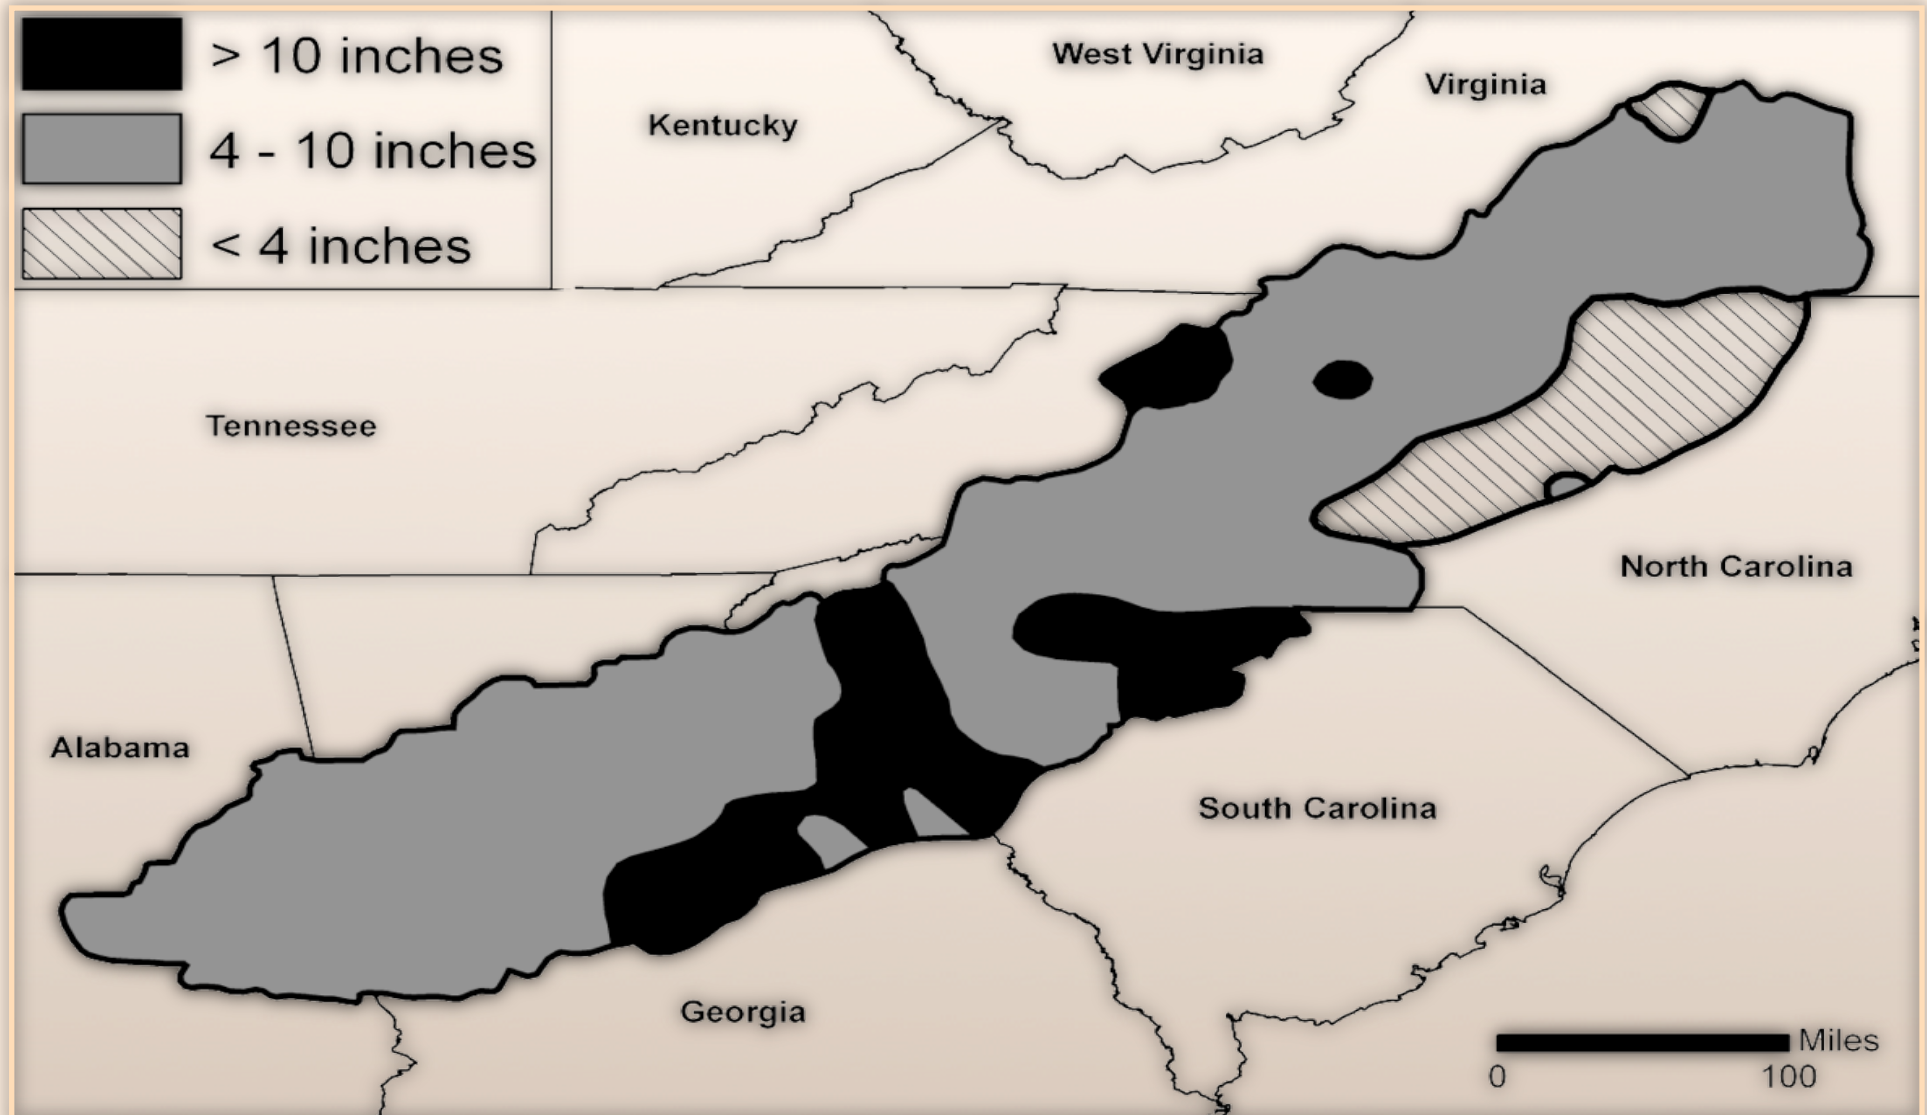 > 10 inches
4 - 10 inches
< 4 inches
West Virginia
Virginia
Kentucky
Tennessee
North Carolina
Alabama
South Carolina
Georgia
Miles
0 100